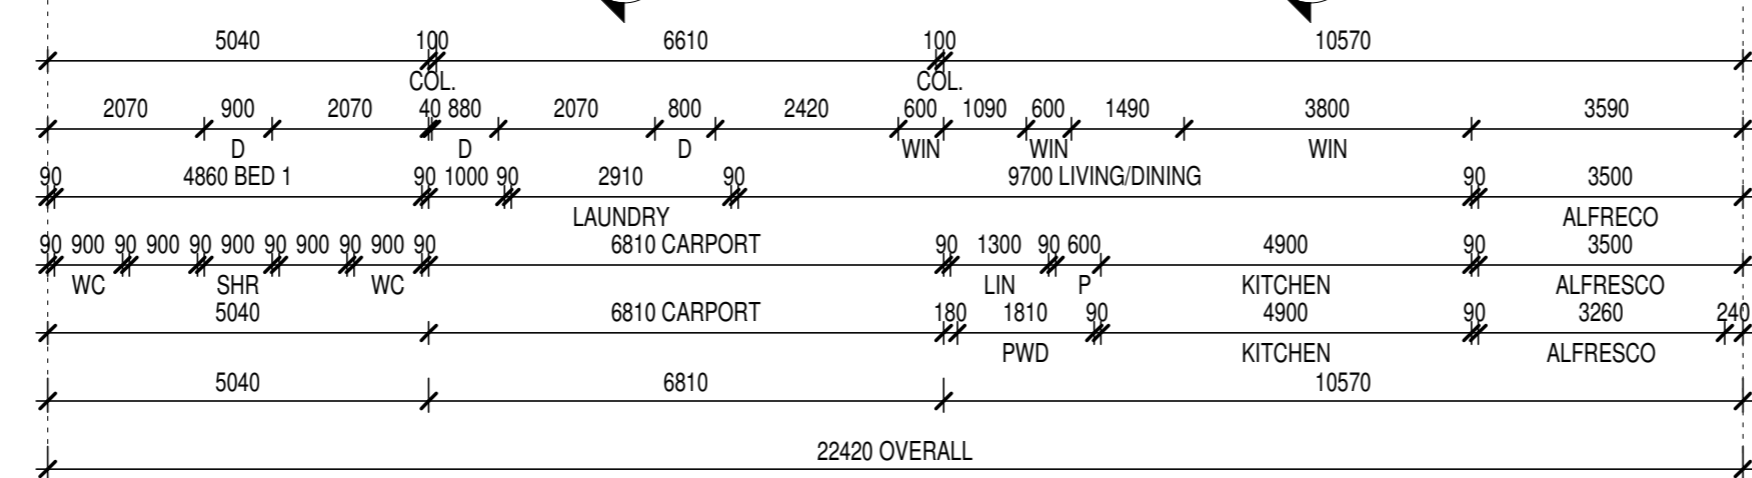 5040 100 6610 100 10570
COL. COL.
2070 900 2070 40 880 2070 800 2420 600 1090 600 1490 3800 3590
D D D WIN WIN WIN
90 4860 BED 1 90 1000 90 2910 90 9700 LIVING/DINING 90 3500
LAUNDRY ALFRECO
90 900 90 900 90 900 90 900 90 900 90 6810 CARPORT 90 1300 90 600 4900 90 3500
WC SHR WC LIN P KITCHEN ALFRESCO
5040 6810 CARPORT 180 1810 90 4900 90 3260 240
PWD KITCHEN ALFRESCO
5040 6810 10570
22420 OVERALL